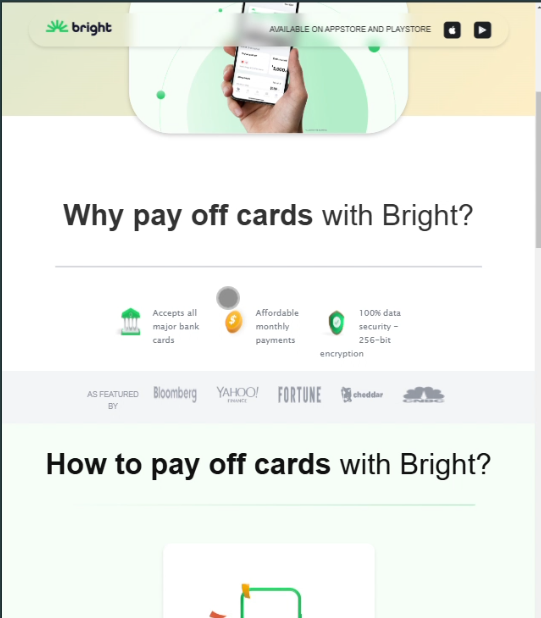 bright
AVAILABLE ON APPSTORE AND PLAYSTORE
Why pay off cards with Bright?
Accepts all
major bank
cards
Affordable
monthly
payments
100% data
security –
256-bit
encryption
AS FEATURED
BY
Bloomberg
YAHOO!
FINANCE
FORTUNE
cheddar
CNBC
How to pay off cards with Bright?